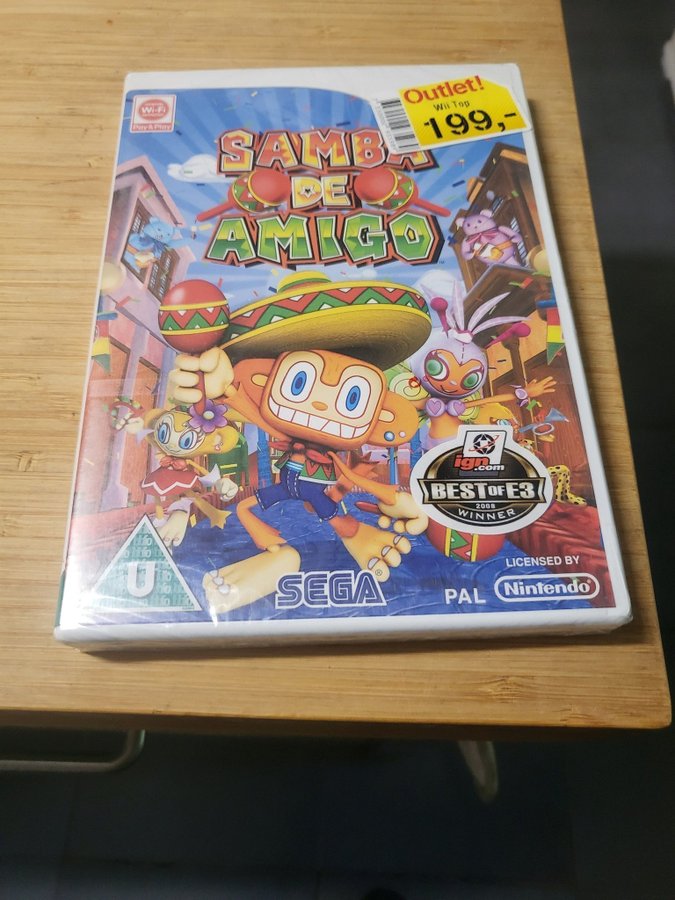 Wi-Fi
Pay & Play
Outlet!
Wii Top
199,-
SAMBA
DE
AMIGO
ign
.com
BEST OF E3
2008
WINNER
U
SEGA®
LICENSED BY
PAL
Nintendo®